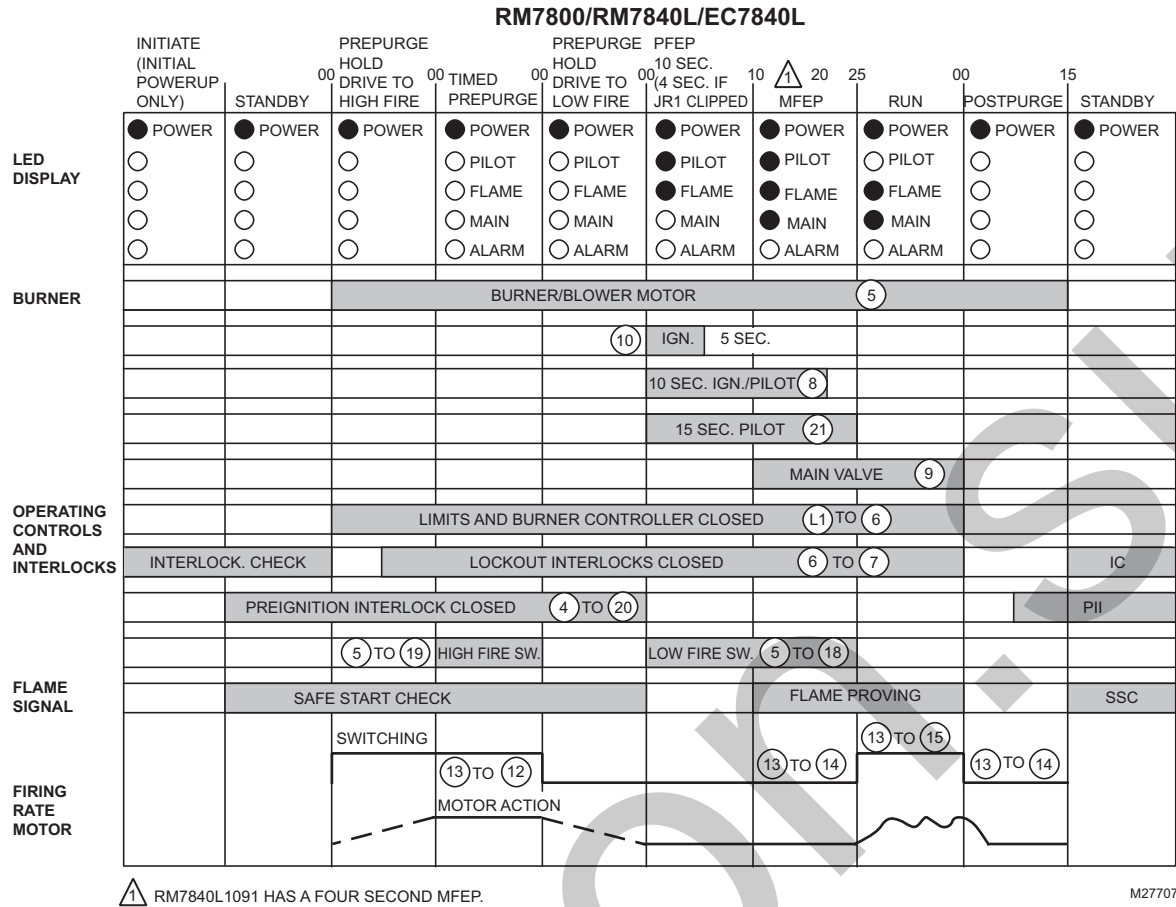 RM7800/RM7840L/EC7840L
INITIATE
(INITIAL
POWERUP
ONLY)
STANDBY
00
PREPURGE
HOLD
DRIVE TO
HIGH FIRE
00
TIMED
PREPURGE
00
PREPURGE
HOLD
DRIVE TO
LOW FIRE
00
PFEP
10 SEC.
(4 SEC. IF
JR1 CLIPPED
10 1 20
MFEP
25
RUN
00
POSTPURGE
15
STANDBY
LED
DISPLAY
POWER POWER POWER POWER POWER POWER POWER POWER POWER POWER
PILOT PILOT PILOT PILOT PILOT
FLAME FLAME FLAME FLAME FLAME
MAIN MAIN MAIN MAIN MAIN
ALARM ALARM ALARM ALARM ALARM
BURNER
BURNER/BLOWER MOTOR 5
10 IGN. 5 SEC.
10 SEC. IGN./PILOT 8
15 SEC. PILOT 21
MAIN VALVE 9
OPERATING
CONTROLS
AND
INTERLOCKS
LIMITS AND BURNER CONTROLLER CLOSED L1 TO 6
INTERLOCK. CHECK LOCKOUT INTERLOCKS CLOSED 6 TO 7 IC
PREIGNITION INTERLOCK CLOSED 4 TO 20 PII
5 TO 19 HIGH FIRE SW. LOW FIRE SW. 5 TO 18
FLAME
SIGNAL
SAFE START CHECK FLAME PROVING SSC
FIRING
RATE
MOTOR
SWITCHING 13 TO 15
13 TO 12 13 TO 14 13 TO 14
MOTOR ACTION
1 RM7840L1091 HAS A FOUR SECOND MFEP.
M27707